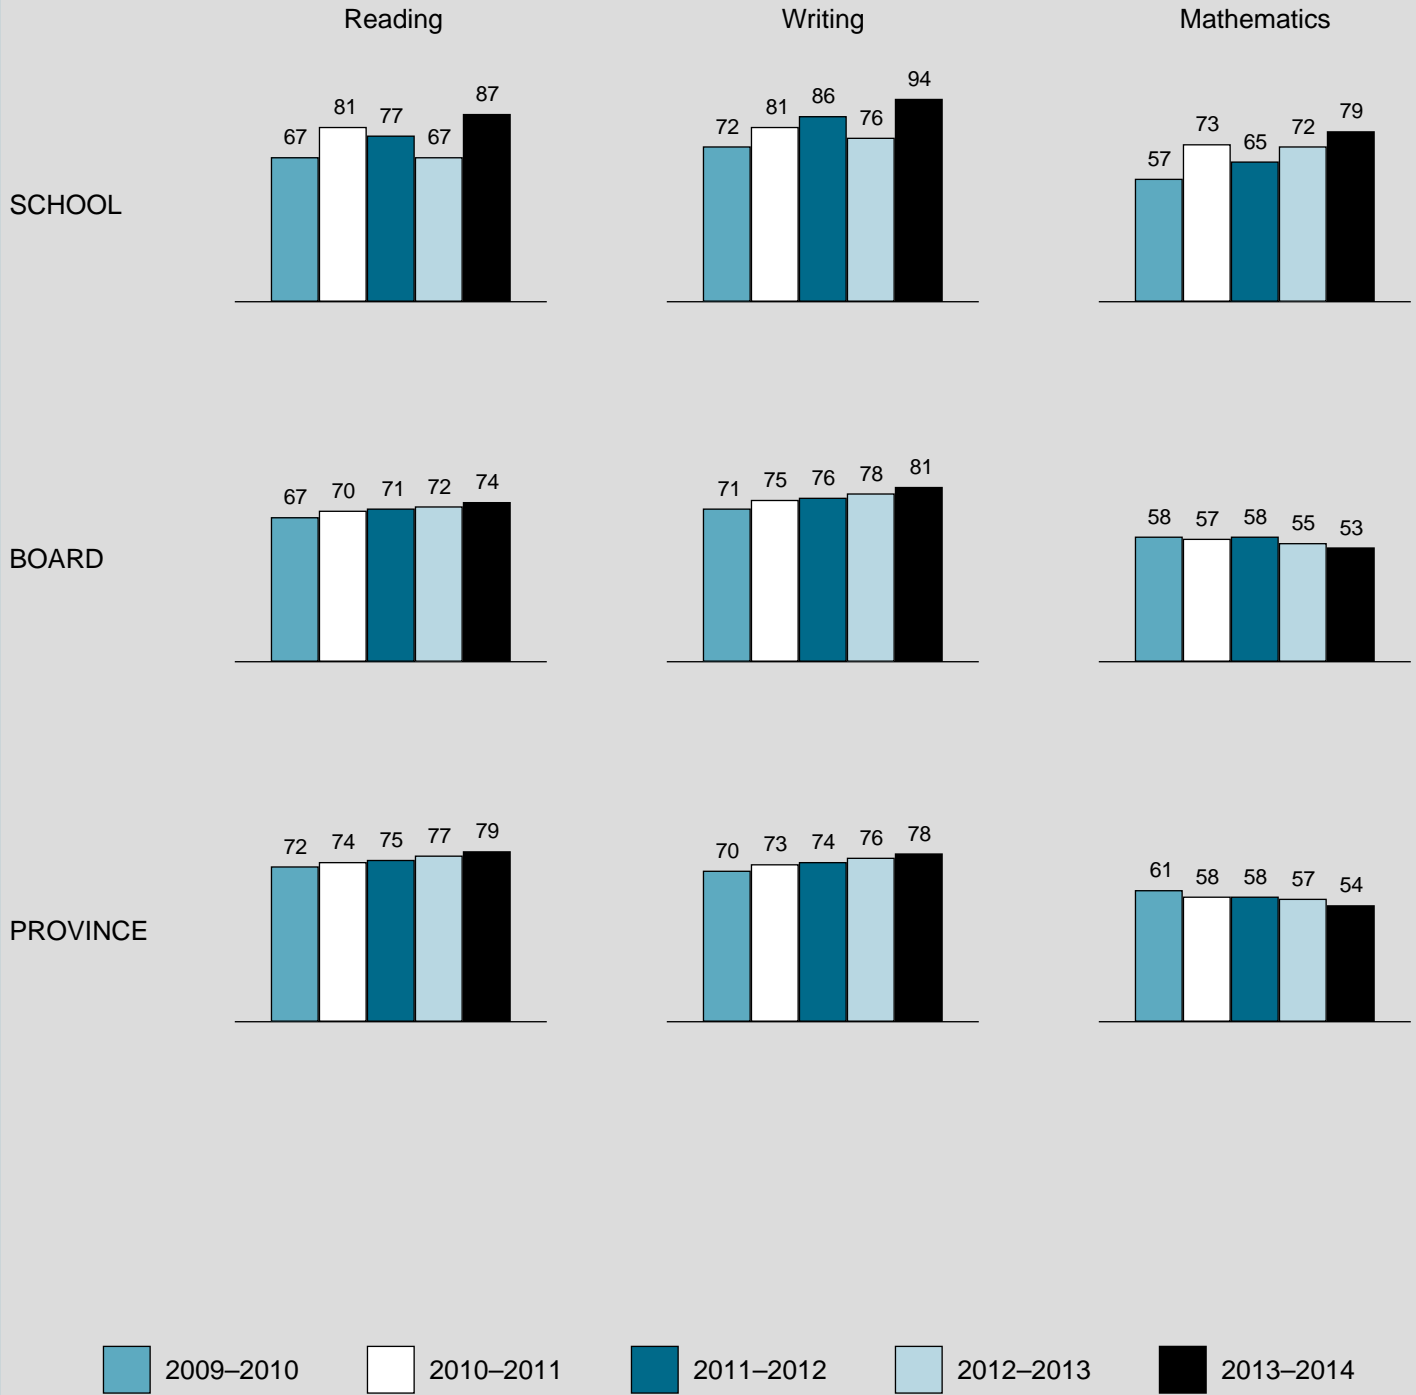 Reading Writing Mathematics
SCHOOL
67 81 77 67 87
72 81 86 76 94
57 73 65 72 79
BOARD
67 70 71 72 74
71 75 76 78 81
58 57 58 55 53
PROVINCE
72 74 75 77 79
70 73 74 76 78
61 58 58 57 54
2009–2010 2010–2011 2011–2012 2012–2013 2013–2014